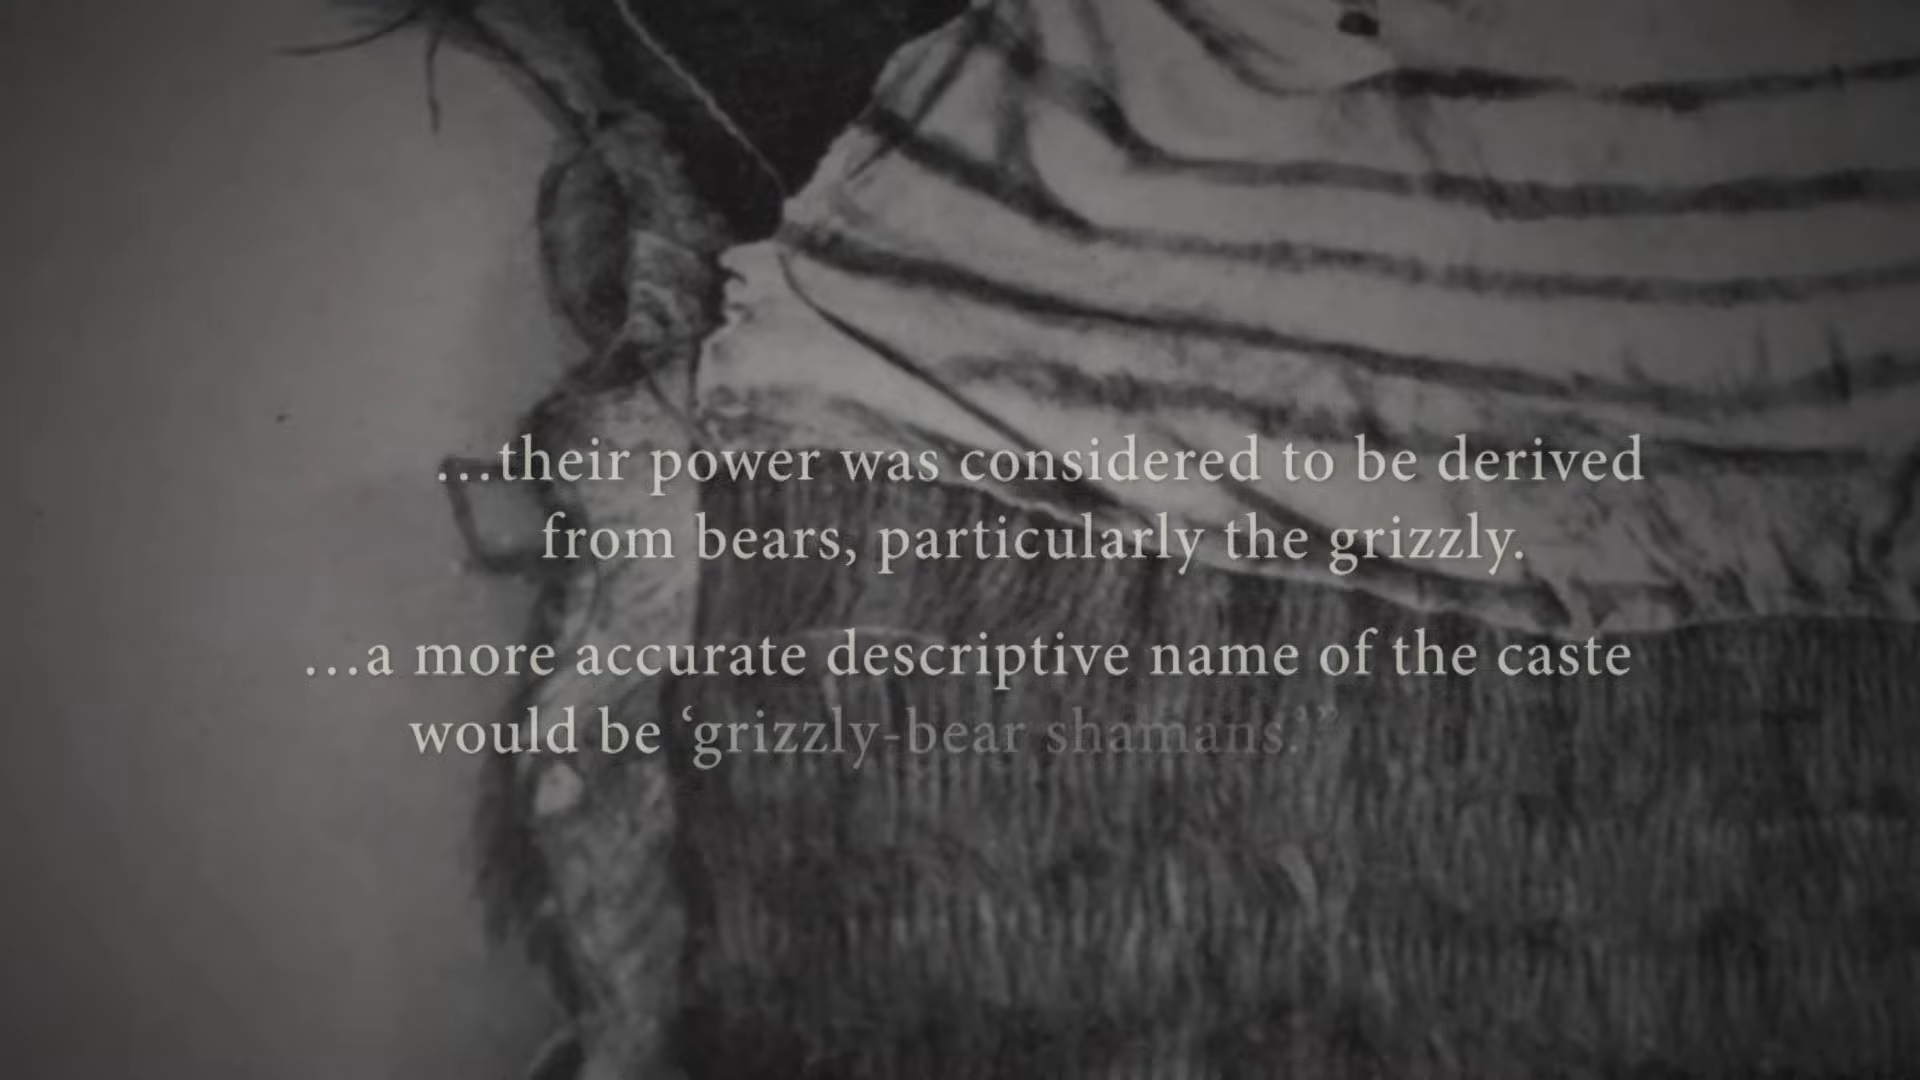 …their power was considered to be derived
from bears, particularly the grizzly.
…a more accurate descriptive name of the caste
would be ‘grizzly-bear shamans.’”